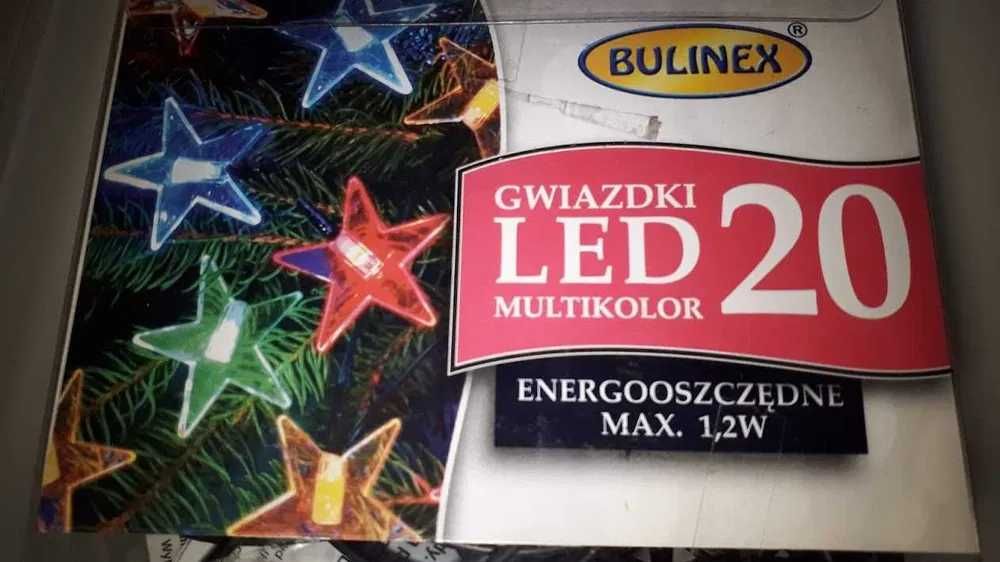 BULINEX®
GWIAZDKI
LED
MULTIKOLOR
20
ENERGOOSZCZĘDNE
MAX. 1,2W